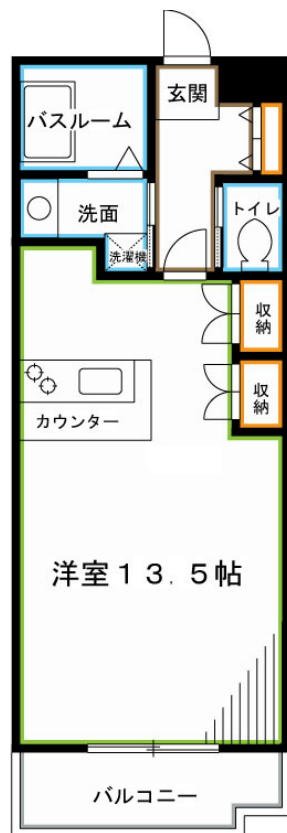 玄関
バスルーム
洗面
トイレ
洗濯機
収納
収納
カウンター
洋室13.5帖
バルコニー